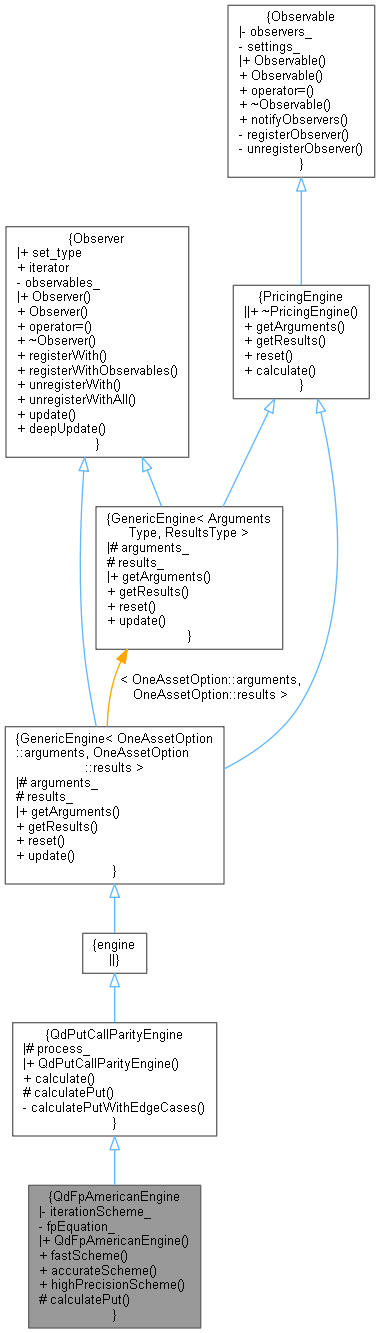 {Observable
|- observers_
- settings_
|+ Observable()
+ Observable()
+ operator=()
+ ~Observable()
+ notifyObservers()
- registerObserver()
- unregisterObserver()
}
{Observer
|+ set_type
+ iterator
- observables_
|+ Observer()
+ Observer()
+ operator=()
+ ~Observer()
+ registerWith()
+ registerWithObservables()
+ unregisterWith()
+ unregisterWithAll()
+ update()
+ deepUpdate()
}
{PricingEngine
||+ ~PricingEngine()
+ getArguments()
+ getResults()
+ reset()
+ calculate()
}
{GenericEngine< Arguments
Type, ResultsType >
|# arguments_
# results_
|+ getArguments()
+ getResults()
+ reset()
+ update()
}
< OneAssetOption::arguments,
OneAssetOption::results >
{GenericEngine< OneAssetOption
::arguments, OneAssetOption
::results >
|# arguments_
# results_
|+ getArguments()
+ getResults()
+ reset()
+ update()
}
{engine
||}
{QdPutCallParityEngine
|# process_
|+ QdPutCallParityEngine()
+ calculate()
# calculatePut()
- calculatePutWithEdgeCases()
}
{QdFpAmericanEngine
|- iterationScheme_
- fpEquation_
|+ QdFpAmericanEngine()
+ fastScheme()
+ accurateScheme()
+ highPrecisionScheme()
# calculatePut()
}